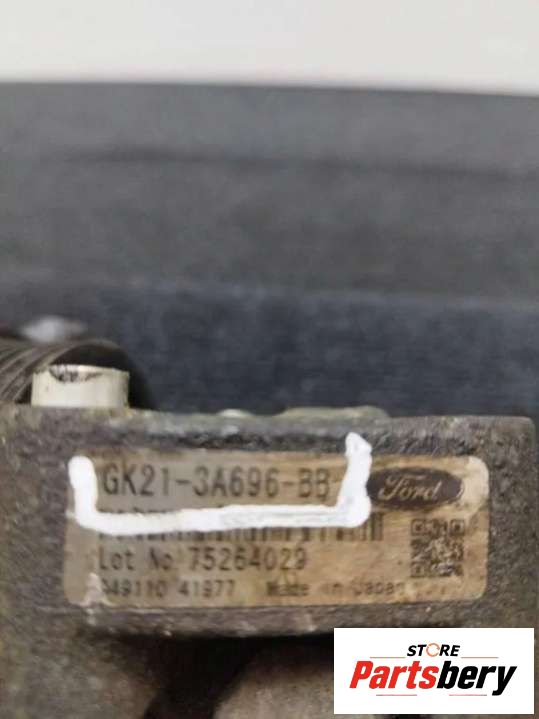 GK21-3A696-BB
Ford
Lot No 75264029
49110 41977 Made in Japan
STORE
Partsbery